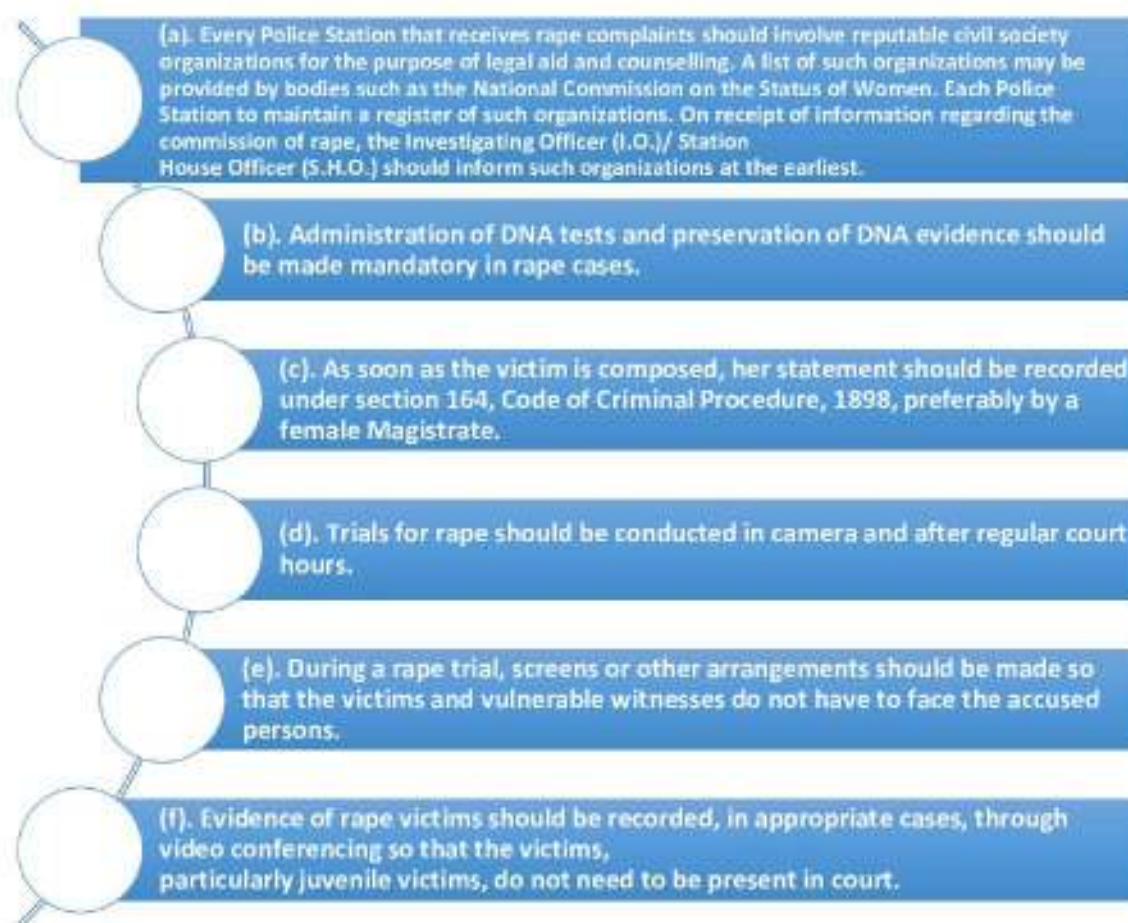 (a). Every Police Station that receives rape complaints should involve reputable civil society
organizations for the purpose of legal aid and counselling. A list of such organizations may be
provided by bodies such as the National Commission on the Status of Women. Each Police
Station to maintain a register of such organizations. On receipt of information regarding the
commission of rape, the Investigating Officer (I.O.)/ Station
House Officer (S.H.O.) should inform such organizations at the earliest.
(b). Administration of DNA tests and preservation of DNA evidence should
be made mandatory in rape cases.
(c). As soon as the victim is composed, her statement should be recorded
under section 164, Code of Criminal Procedure, 1898, preferably by a
female Magistrate.
(d). Trials for rape should be conducted in camera and after regular court
hours.
(e). During a rape trial, screens or other arrangements should be made so
that the victims and vulnerable witnesses do not have to face the accused
persons.
(f). Evidence of rape victims should be recorded, in appropriate cases, through
video conferencing so that the victims,
particularly juvenile victims, do not need to be present in court.